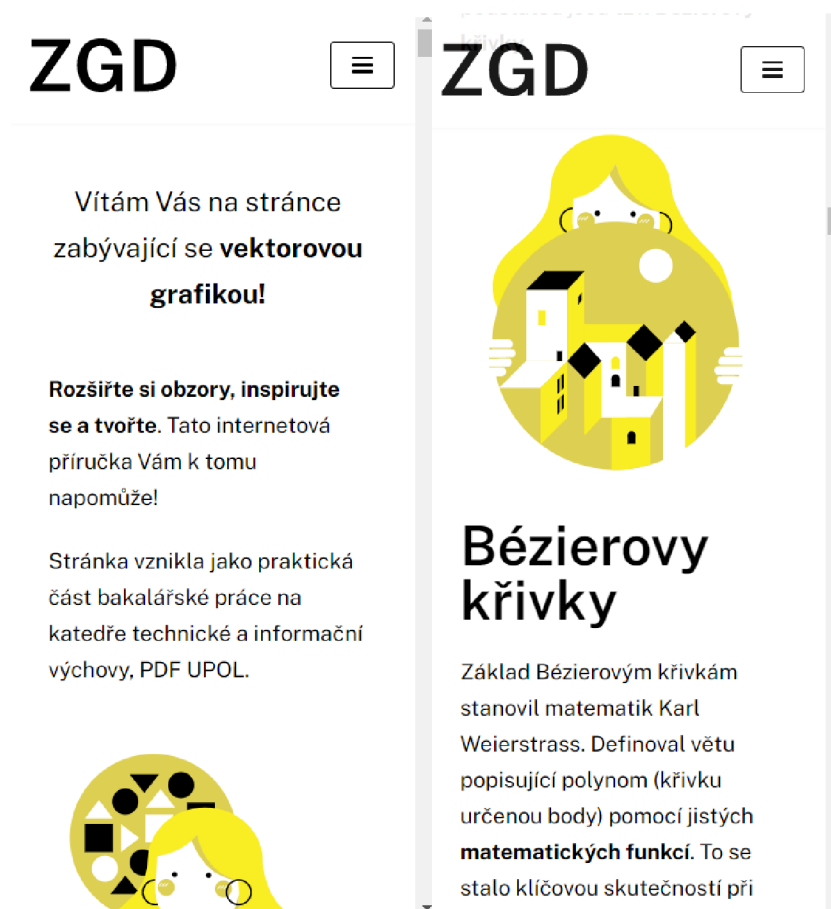 ZGD
Vítám Vás na stránce
zabývající se vektorovou
grafikou!
Rozšiřte si obzory, inspirujte
se a tvořte. Tato internetová
příručka Vám k tomu
napomůže!
Stránka vznikla jako praktická
část bakalářské práce na
katedře technické a informační
výchovy, PDF UPOL.
křivky
ZGD
Bézierovy
křivky
Základ Bézierovým křivkám
stanovil matematik Karl
Weierstrass. Definoval větu
popisující polynom (křivku
určenou body) pomocí jistých
matematických funkcí. To se
stalo klíčovou skutečností při